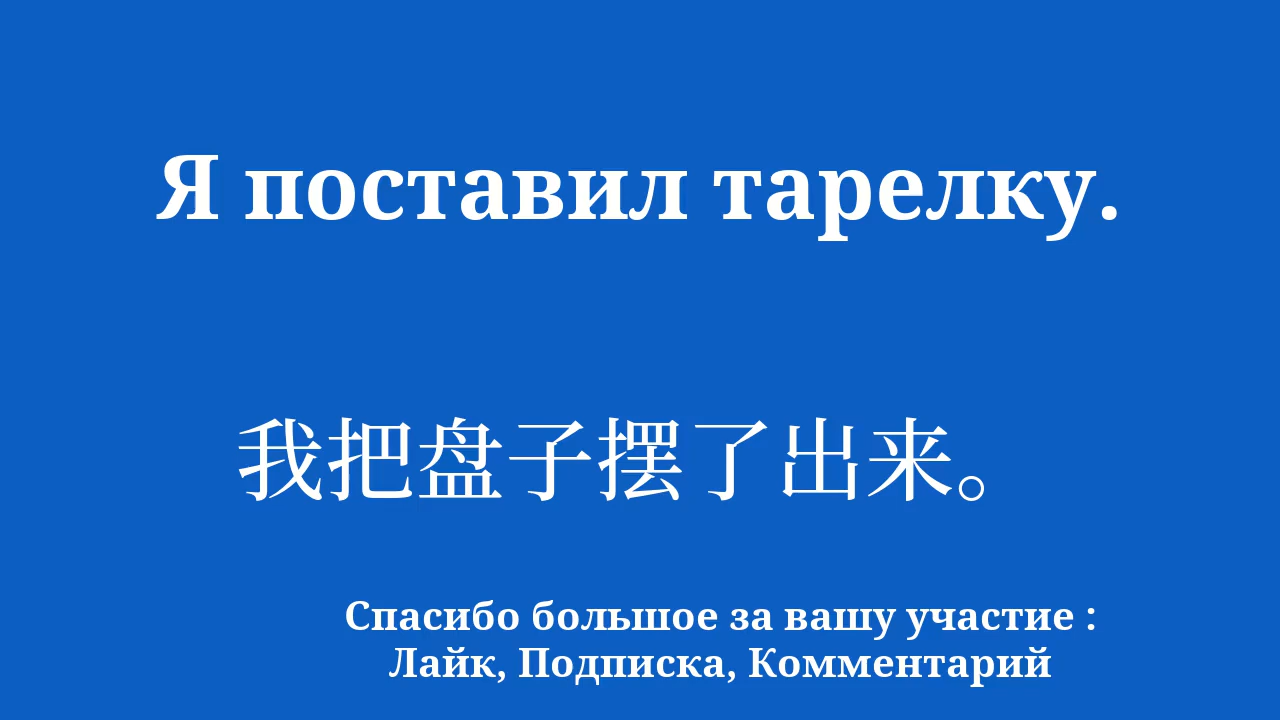 Я поставил тарелку.
我把盘子摆了出来。
Спасибо большое за вашу участие :
Лайк, Подписка, Комментарий